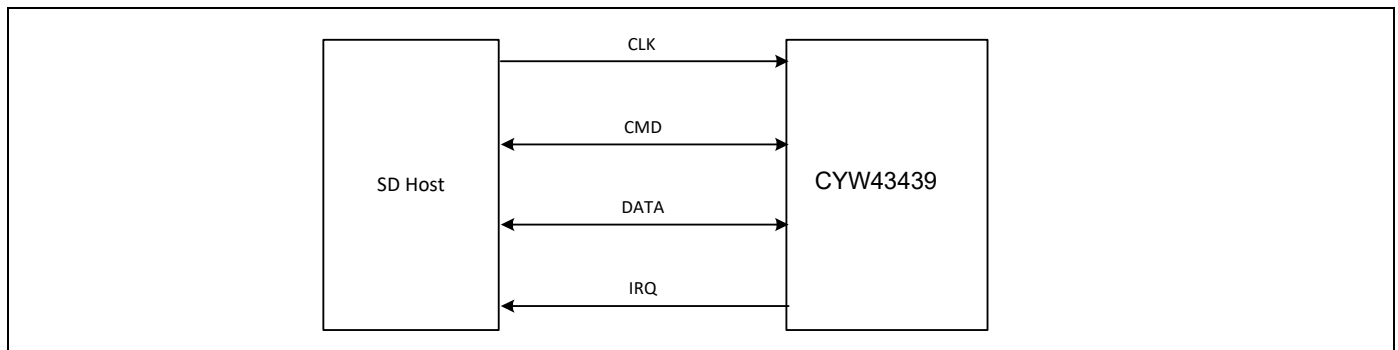 CLK
CMD
SD Host
CYW43439
DATA
IRQ